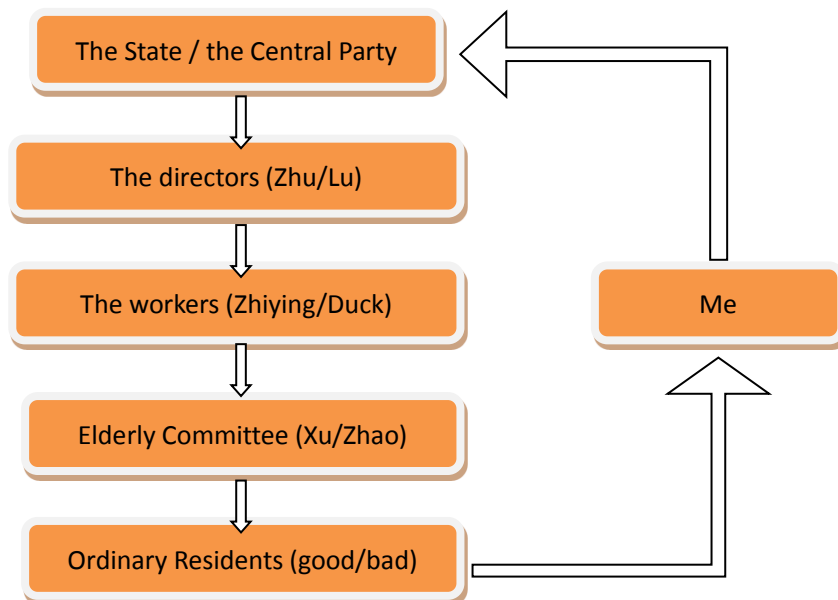 The State / the Central Party
The directors (Zhu/Lu)
The workers (Zhiying/Duck)
Me
Elderly Committee (Xu/Zhao)
Ordinary Residents (good/bad)